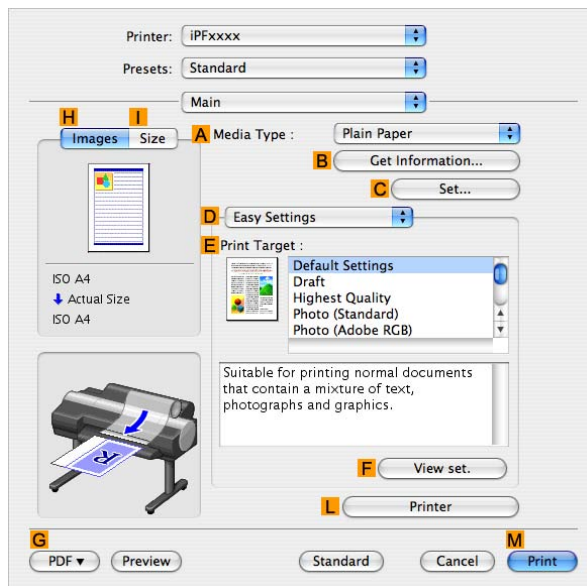 Printer: iPFxxxx
Presets: Standard
Main
H I
Images Size
A Media Type : Plain Paper
B Get Information...
C Set...
D Easy Settings
E Print Target :
Default Settings
Draft
Highest Quality
Photo (Standard)
Photo (Adobe RGB)
ISO A4
Actual Size
ISO A4
Suitable for printing normal documents
that contain a mixture of text,
photographs and graphics.
F View set.
L Printer
G M
PDF Preview Standard Cancel Print